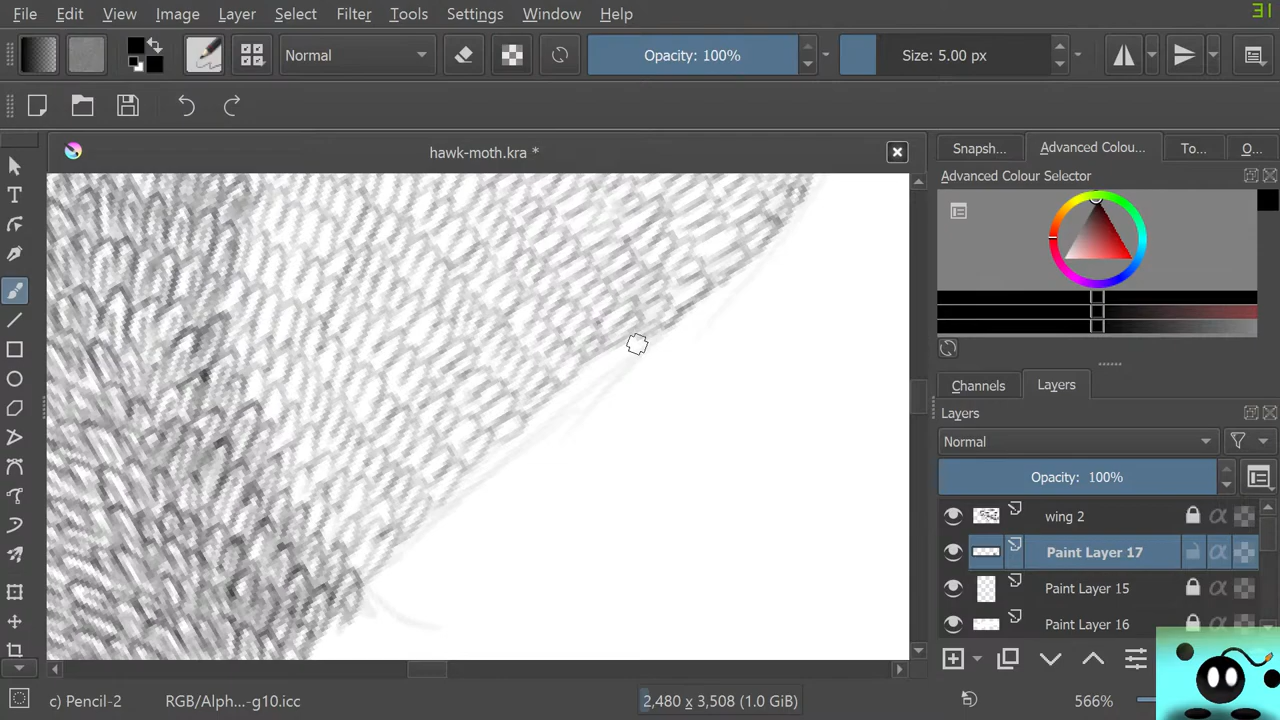 File Edit View Image Layer Select Filter Tools Settings Window Help
31
Normal
Opacity: 100%
Size: 5.00 px
hawk-moth.kra *
Snapsh...
Advanced Colou...
To...
O...
Advanced Colour Selector
Channels
Layers
Layers
Normal
Opacity: 100%
wing 2
Paint Layer 17
Paint Layer 15
Paint Layer 16
c) Pencil-2
RGB/Alph...-g10.icc
2,480 x 3,508 (1.0 GiB)
566%